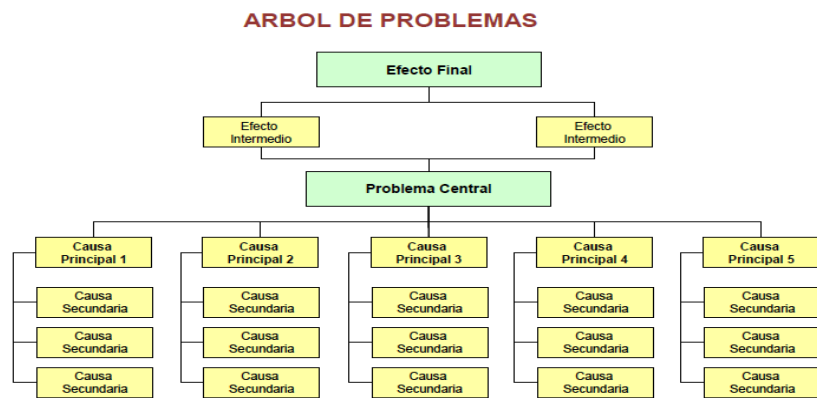 ARBOL DE PROBLEMAS
Efecto Final
Efecto
Intermedio
Efecto
Intermedio
Problema Central
Causa
Principal 1
Causa
Principal 2
Causa
Principal 3
Causa
Principal 4
Causa
Principal 5
Causa
Secundaria
Causa
Secundaria
Causa
Secundaria
Causa
Secundaria
Causa
Secundaria
Causa
Secundaria
Causa
Secundaria
Causa
Secundaria
Causa
Secundaria
Causa
Secundaria
Causa
Secundaria
Causa
Secundaria
Causa
Secundaria
Causa
Secundaria
Causa
Secundaria